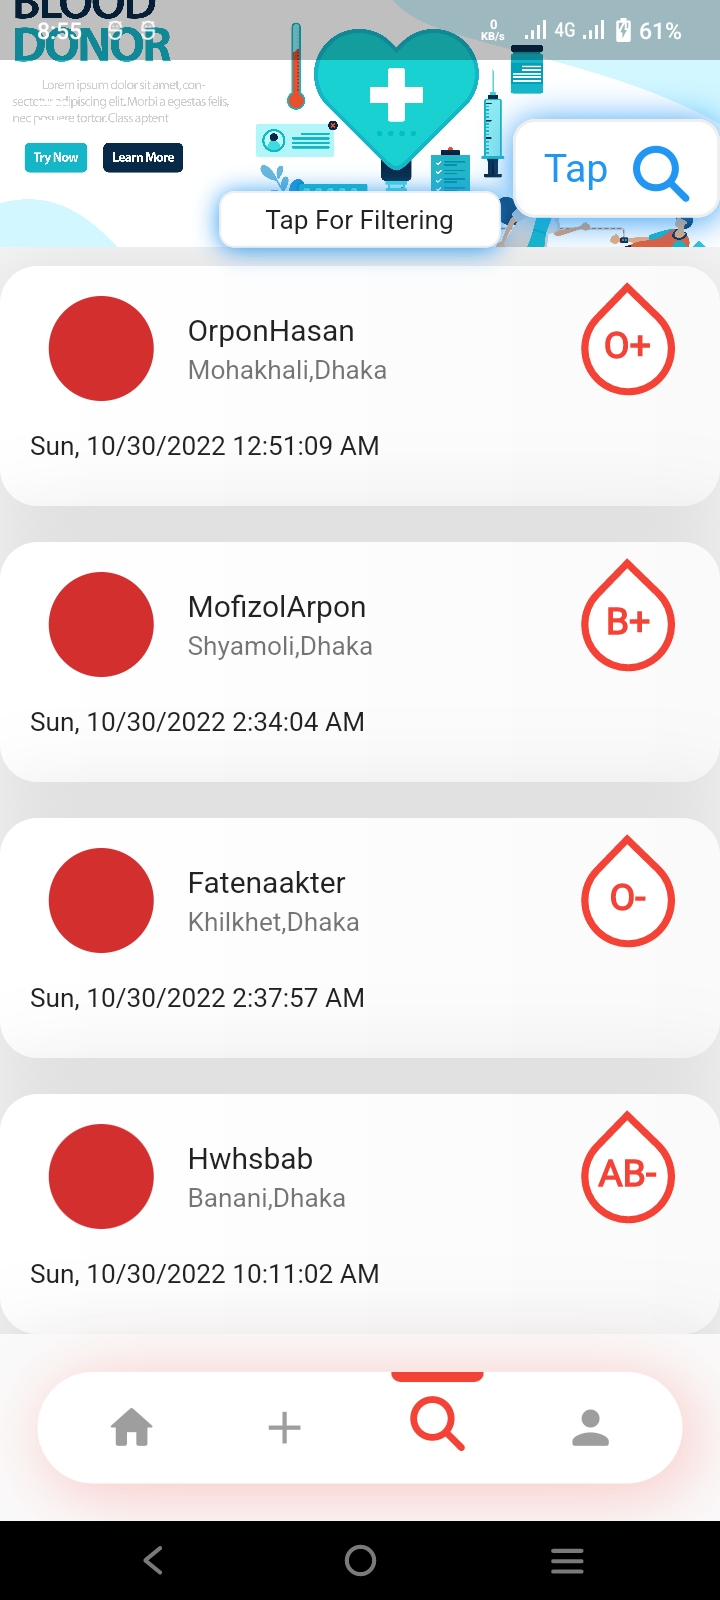 BLOOD
8:55
0
KB/s
4G
61%
DONOR
Lorem ipsum dolor sit amet, con-
adipiscing elit. Morbi a egestas felis,
nec posuere tortor. Class aptent
Try Now
Learn More
Tap
Tap For Filtering
OrponHasan
O+
Mohakhali,Dhaka
Sun, 10/30/2022 12:51:09 AM
MofizolArpon
B+
Shyamoli,Dhaka
Sun, 10/30/2022 2:34:04 AM
Fatenaakter
O-
Khilkhet,Dhaka
Sun, 10/30/2022 2:37:57 AM
Hwhsbab
AB-
Banani,Dhaka
Sun, 10/30/2022 10:11:02 AM